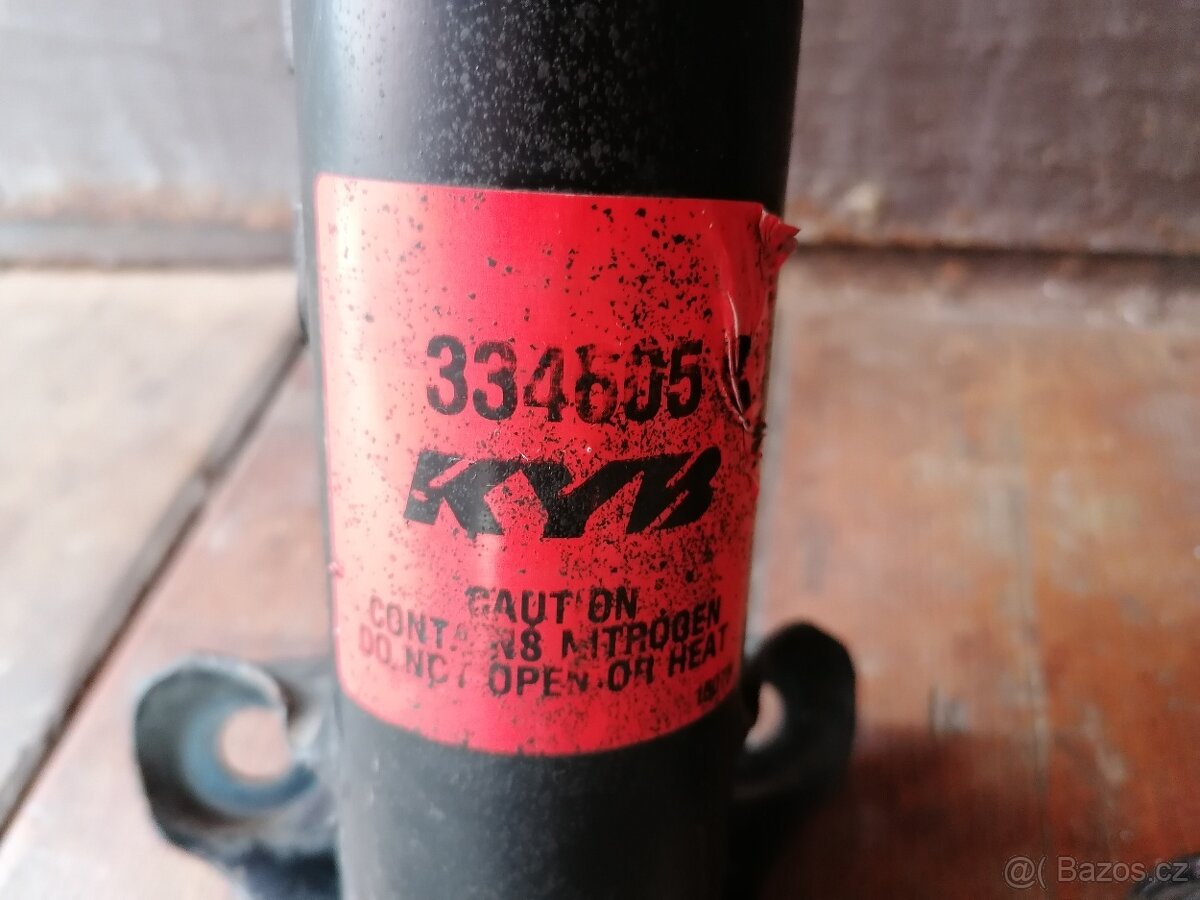 334605
KYB
CAUTION
CONTAINS NITROGEN
DO NOT OPEN OR HEAT
@( Bazos.cz